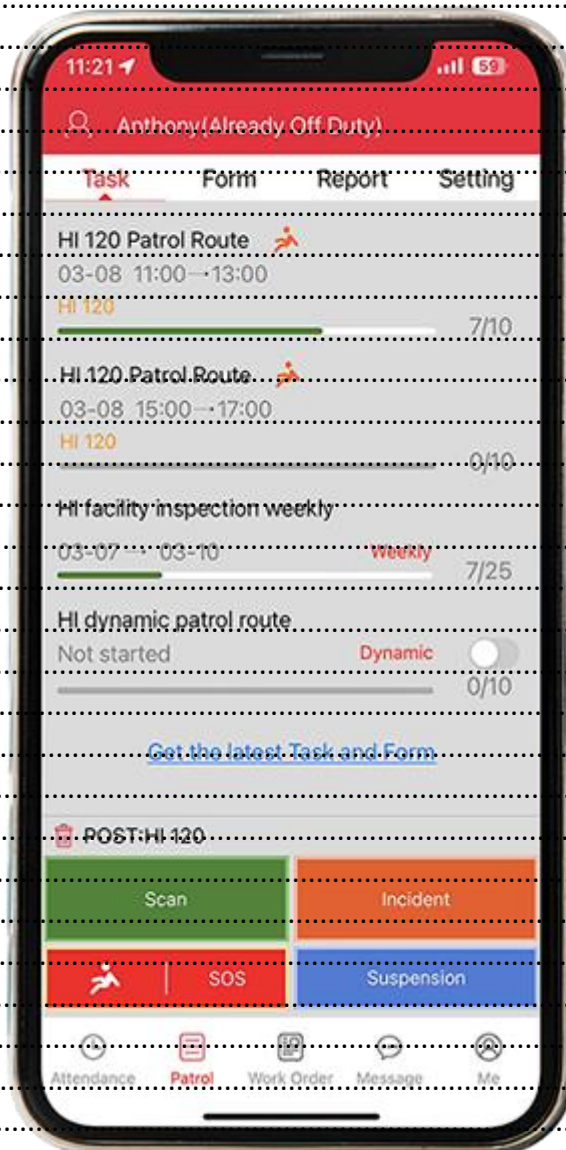 11:21 59
Anthony(Already Off Duty)
Task Form Report Setting
HI 120 Patrol Route
03-08 11:00→13:00
HI 120
7/10
HI 120 Patrol Route
03-08 15:00→17:00
HI 120
0/10
HI facility inspection weekly
03-07→ 03-10 Weekly
7/25
HI dynamic patrol route
Not started Dynamic
0/10
Get the latest Task and Form
POST:HI 120
Scan Incident
SOS Suspension
Attendance Patrol Work Order Message Me